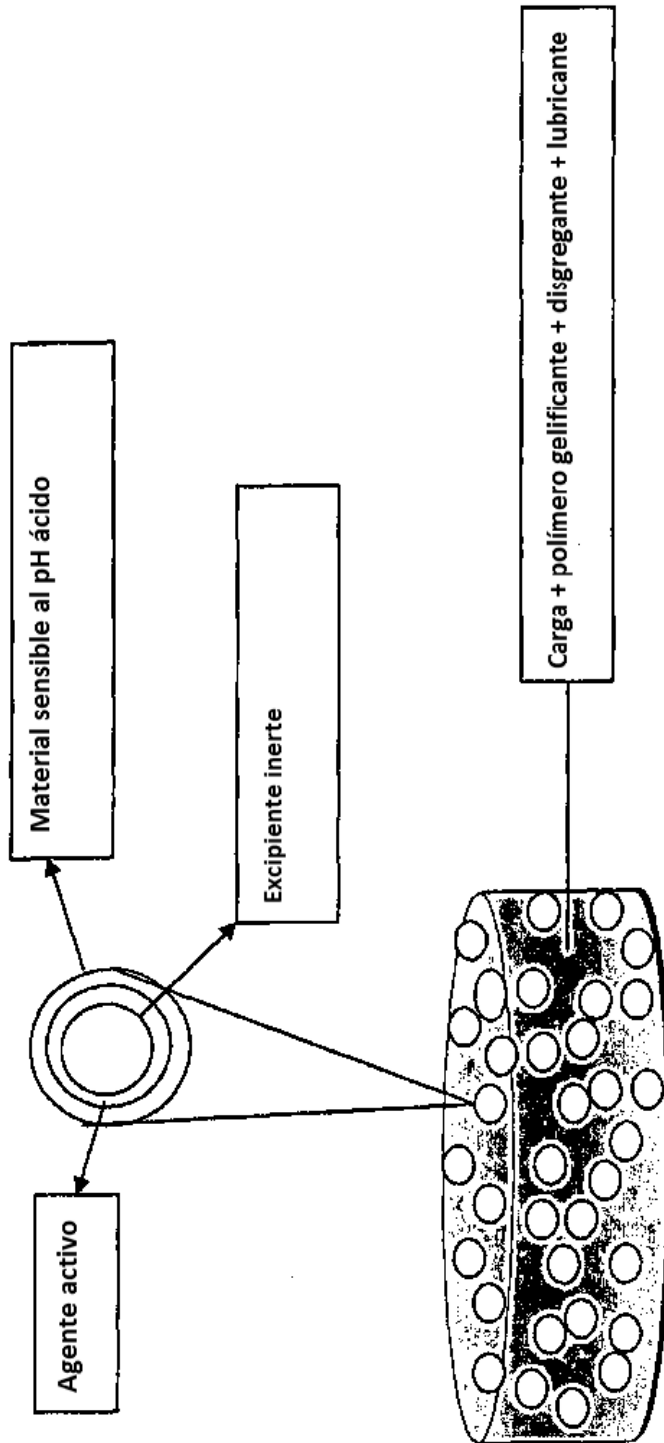 Agente activo
Material sensible al pH ácido
Excipiente inerte
Carga + polímero gelificante + disgregante + lubricante